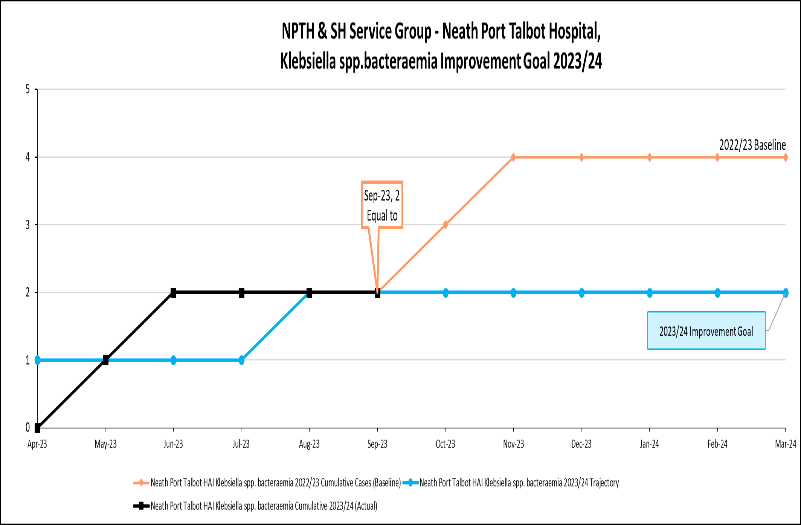 NPTH & SH Service Group - Neath Port Talbot Hospital,
Klebsiella spp.bacteraemia Improvement Goal 2023/24
5
4
3
2
1
0
2022/23 Baseline
Sep-23, 2
Equal to
2023/24 Improvement Goal
Apr-23 May-23 Jun-23 Jul-23 Aug-23 Sep-23 Oct-23 Nov-23 Dec-23 Jan-24 Feb-24 Mar-24
Neath Port Talbot HAI Klebsiella spp. bacteraemia 2022/23 Cumulative Cases (Baseline) Neath Port Talbot HAI Klebsiella spp. bacteraemia 2023/24 Trajectory
Neath Port Talbot HAI Klebsiella spp. bacteraemia Cumulative 2023/24 (Actual)